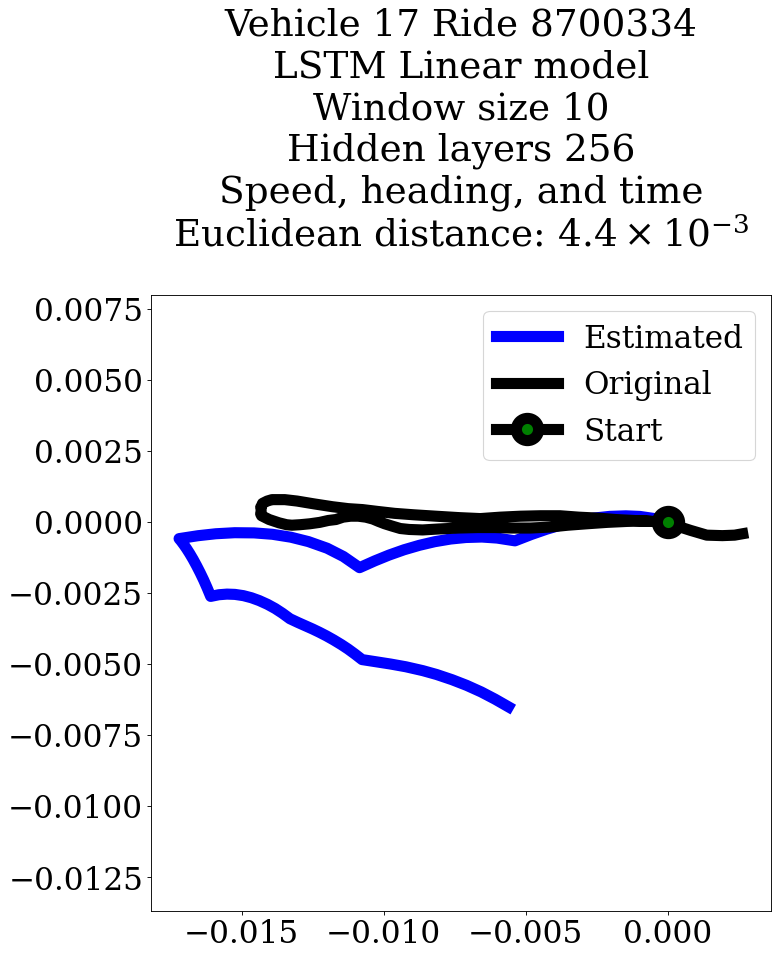 Vehicle 17 Ride 8700334
LSTM Linear model
Window size 10
Hidden layers 256
Speed, heading, and time
Euclidean distance: 4.4 × 10⁻³
0.0075
0.0050
0.0025
0.0000
−0.0025
−0.0050
−0.0075
−0.0100
−0.0125
Estimated
Original
Start
−0.015 −0.010 −0.005 0.000